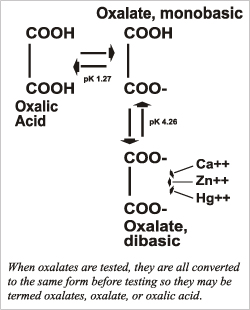 Oxalate, monobasic
COOH COOH
COOH COO-
pK 1.27
Oxalic
Acid
pK 4.26
COO-
Ca++
Zn++
Hg++
COO-
Oxalate,
dibasic
When oxalates are tested, they are all converted
to the same form before testing so they may be
termed oxalates, oxalate, or oxalic acid.